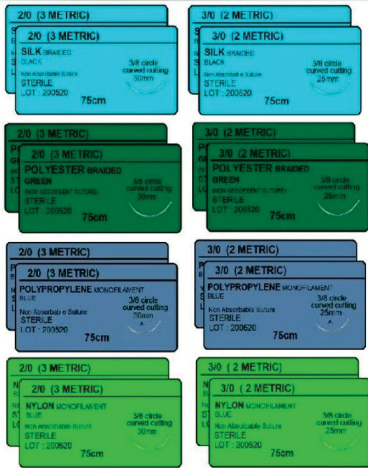 2/0 (3 METRIC)
2/0 (3 METRIC)
SILK BRAIDED
BLACK
3/8 circle
curved cutting
30mm
Non Absorbable Suture
STERILE
LOT : 200520
75cm
3/0 (2 METRIC)
3/0 (2 METRIC)
SILK BRAIDED
BLACK
3/8 circle
curved cutting
25mm
Non Absorbable Suture
STERILE
LOT : 200520
75cm
2/0 (3 METRIC)
2/0 (3 METRIC)
POLYESTER BRAIDED
GREEN
3/8 circle
curved cutting
30mm
NON ABSORBENT SUTURE
STERILE
LOT : 200520
75cm
3/0 (2 METRIC)
3/0 (2 METRIC)
POLYESTER BRAIDED
GREEN
3/8 circle
curved cutting
25mm
NON ABSORBENT SUTURE
STERILE
LOT : 200520
75cm
2/0 (3 METRIC)
2/0 (3 METRIC)
POLYPROPYLENE MONOFILAMENT
BLUE
3/8 circle
curved cutting
30mm
Non Absorbable Suture
STERILE
LOT : 200520
75cm
3/0 (2 METRIC)
3/0 (2 METRIC)
POLYPROPYLENE MONOFILAMENT
BLUE
3/8 circle
curved cutting
25mm
Non Absorbable Suture
STERILE
LOT : 200520
75cm
2/0 (3 METRIC)
2/0 (3 METRIC)
NYLON MONOFILAMENT
BLUE
3/8 circle
curved cutting
30mm
Non Absorbable Suture
STERILE
LOT : 200520
75cm
3/0 ( 2 METRIC)
3/0 ( 2 METRIC)
NYLON MONOFILAMENT
BLUE
3/8 circle
curved cutting
25mm
Non Absorbable Suture
STERILE
LOT : 200520
75cm